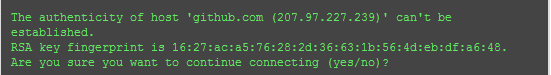 The authenticity of host 'github.com (207.97.227.239)' can't be
established.
RSA key fingerprint is 16:27:ac:a5:76:28:2d:36:63:1b:56:4d:eb:df:a6:48.
Are you sure you want to continue connecting (yes/no)?